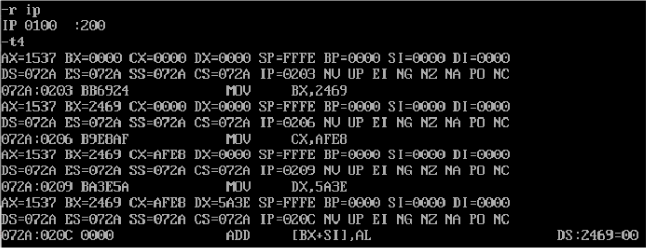 -r ip
IP 0100  :200
-t4
AX=1537 BX=0000 CX=0000 DX=0000 SP=FFFE BP=0000 SI=0000 DI=0000
DS=072A ES=072A SS=072A CS=072A IP=0203 NV UP EI NG NZ NA PO NC
072A:0203 BB6924        MOV     BX,2469
AX=1537 BX=2469 CX=0000 DX=0000 SP=FFFE BP=0000 SI=0000 DI=0000
DS=072A ES=072A SS=072A CS=072A IP=0206 NV UP EI NG NZ NA PO NC
072A:0206 B9E8AF        MOV     CX,AFE8
AX=1537 BX=2469 CX=AFE8 DX=0000 SP=FFFE BP=0000 SI=0000 DI=0000
DS=072A ES=072A SS=072A CS=072A IP=0209 NV UP EI NG NZ NA PO NC
072A:0209 BA3E5A        MOV     DX,5A3E
AX=1537 BX=2469 CX=AFE8 DX=5A3E SP=FFFE BP=0000 SI=0000 DI=0000
DS=072A ES=072A SS=072A CS=072A IP=020C NV UP EI NG NZ NA PO NC
072A:020C 0000          ADD     [BX+SI],AL                         DS:2469=00